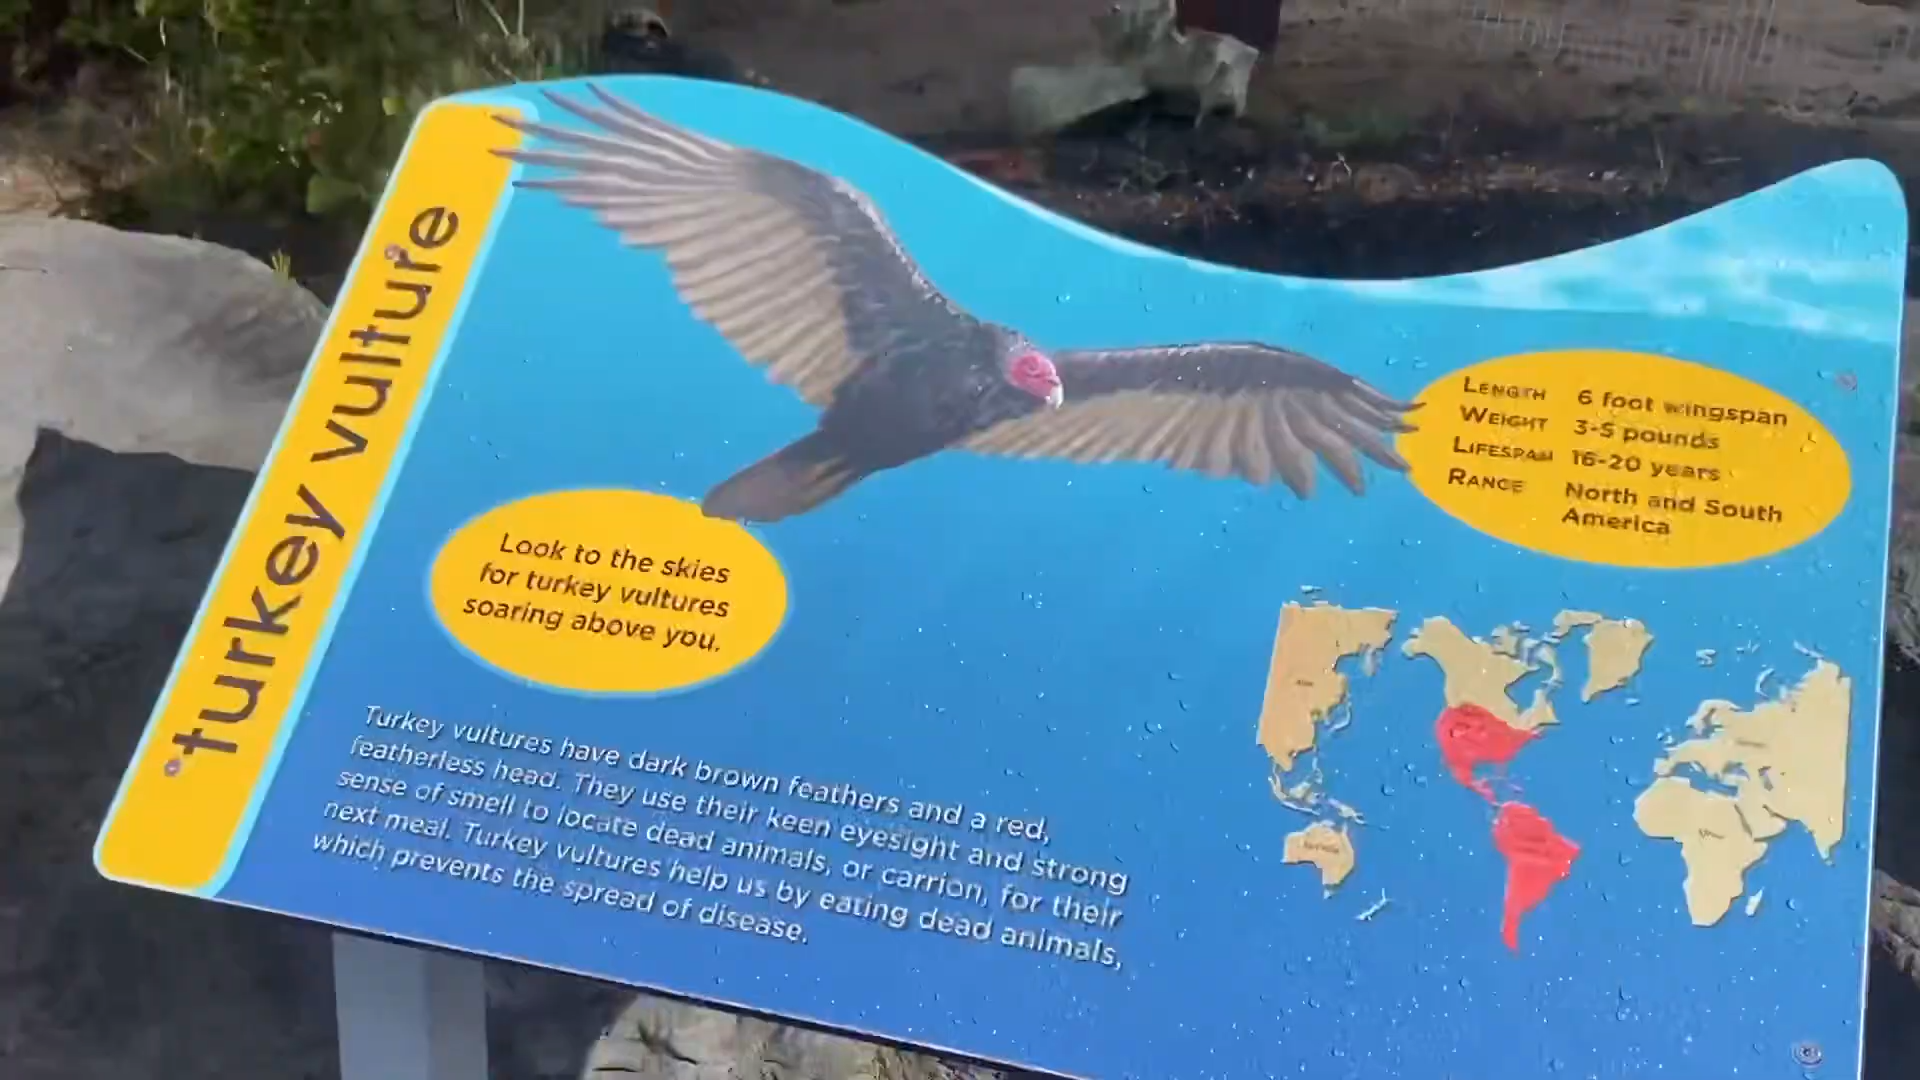 turkey vulture
Look to the skies
for turkey vultures
soaring above you.
LENGTH 6 foot wingspan
WEIGHT 3-5 pounds
LIFESPAN 16-20 years
RANGE North and South
America
Turkey vultures have dark brown feathers and a red,
featherless head. They use their keen eyesight and strong
sense of smell to locate dead animals, or carrion, for their
next meal. Turkey vultures help us by eating dead animals,
which prevents the spread of disease.